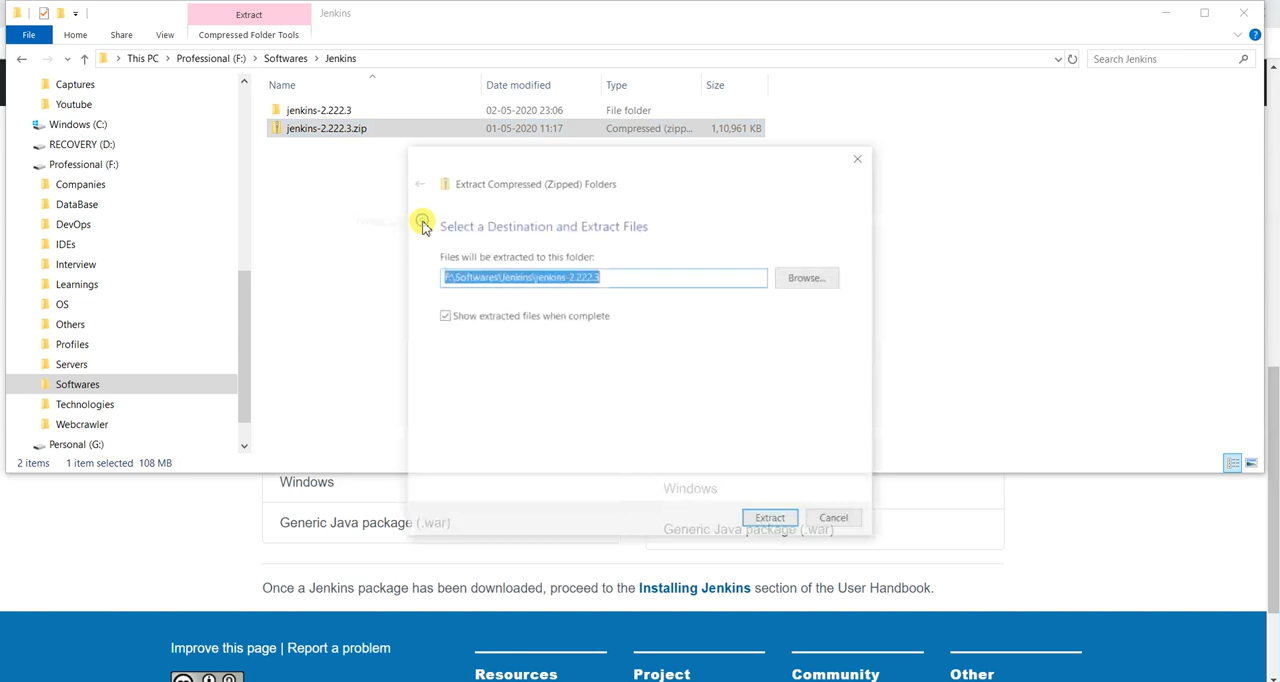 Extract
Jenkins
File
Home
Share
View
Compressed Folder Tools
This PC > Professional (F:) > Softwares > Jenkins
Search Jenkins
Name
Date modified
Type
Size
Captures
Youtube
Windows (C:)
RECOVERY (D:)
Professional (F:)
Companies
DataBase
DevOps
IDEs
Interview
Learnings
OS
Others
Profiles
Servers
Softwares
Technologies
Webcrawler
Personal (G:)
jenkins-2.222.3 02-05-2020 23:06 File folder
jenkins-2.222.3.zip 01-05-2020 11:17 Compressed (zipp... 1,10,961 KB
Extract Compressed (Zipped) Folders
Select a Destination and Extract Files
Files will be extracted to this folder:
F:\Softwares\Jenkins\jenkins-2.222.3
Browse...
Show extracted files when complete
Extract
Cancel
2 items 1 item selected 108 MB
Windows
Windows
Generic Java package (.war)
Generic Java package (.war)
Once a Jenkins package has been downloaded, proceed to the Installing Jenkins section of the User Handbook.
Improve this page | Report a problem
Resources
Project
Community
Other